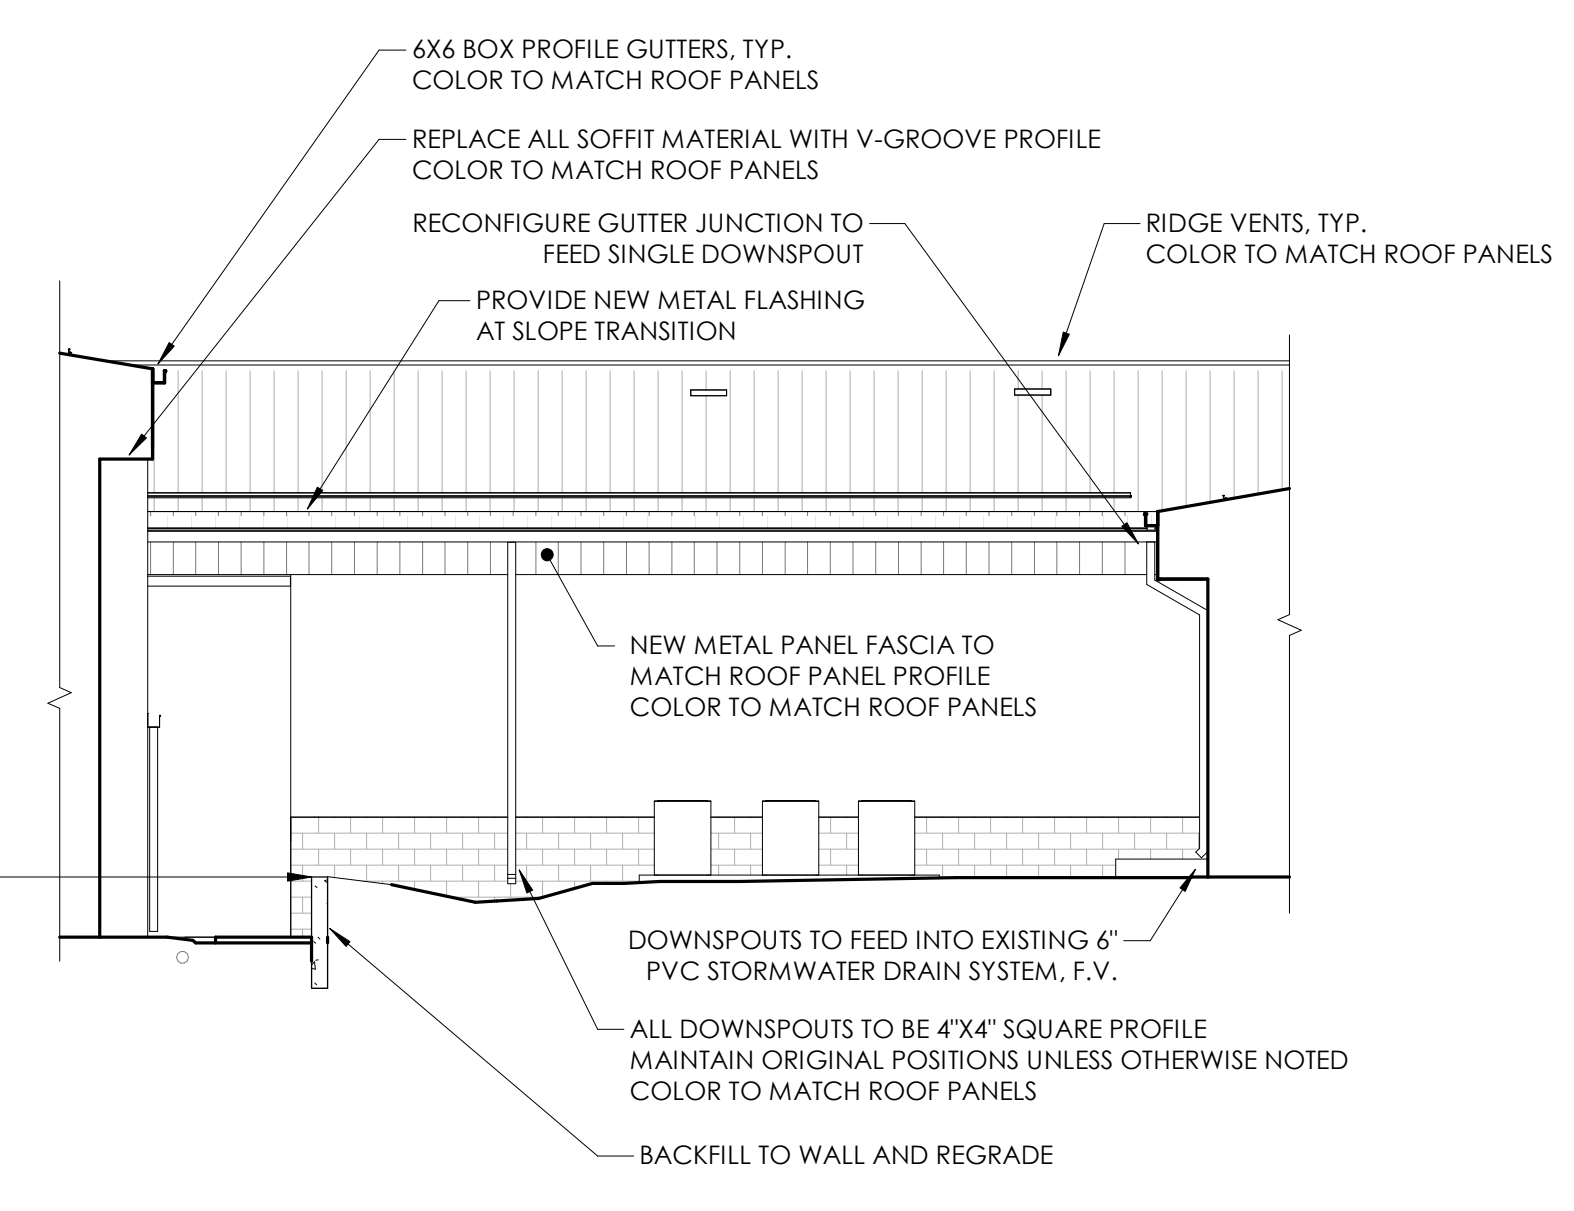 6X6 BOX PROFILE GUTTERS, TYP.
COLOR TO MATCH ROOF PANELS
REPLACE ALL SOFFIT MATERIAL WITH V-GROOVE PROFILE
COLOR TO MATCH ROOF PANELS
RECONFIGURE GUTTER JUNCTION TO
FEED SINGLE DOWNSPOUT
RIDGE VENTS, TYP.
COLOR TO MATCH ROOF PANELS
PROVIDE NEW METAL FLASHING
AT SLOPE TRANSITION
NEW METAL PANEL FASCIA TO
MATCH ROOF PANEL PROFILE
COLOR TO MATCH ROOF PANELS
DOWNSPOUTS TO FEED INTO EXISTING 6"
PVC STORMWATER DRAIN SYSTEM, F.V.
ALL DOWNSPOUTS TO BE 4"X4" SQUARE PROFILE
MAINTAIN ORIGINAL POSITIONS UNLESS OTHERWISE NOTED
COLOR TO MATCH ROOF PANELS
BACKFILL TO WALL AND REGRADE